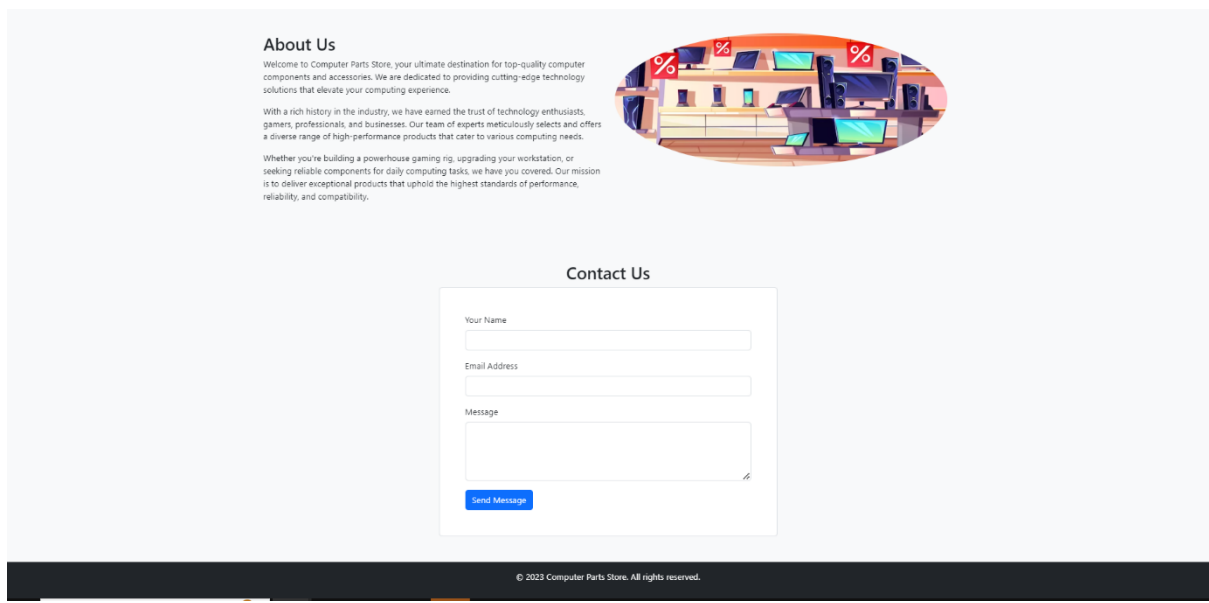 About Us
Welcome to Computer Parts Store, your ultimate destination for top-quality computer
components and accessories. We are dedicated to providing cutting-edge technology
solutions that elevate your computing experience.
With a rich history in the industry, we have earned the trust of technology enthusiasts,
gamers, professionals, and businesses. Our team of experts meticulously selects and offers
a diverse range of high-performance products that cater to various computing needs.
Whether you're building a powerhouse gaming rig, upgrading your workstation, or
seeking reliable components for daily computing tasks, we have you covered. Our mission
is to deliver exceptional products that uphold the highest standards of performance,
reliability, and compatibility.
%
%
%
Contact Us
Your Name
Email Address
Message
Send Message
© 2023 Computer Parts Store. All rights reserved.